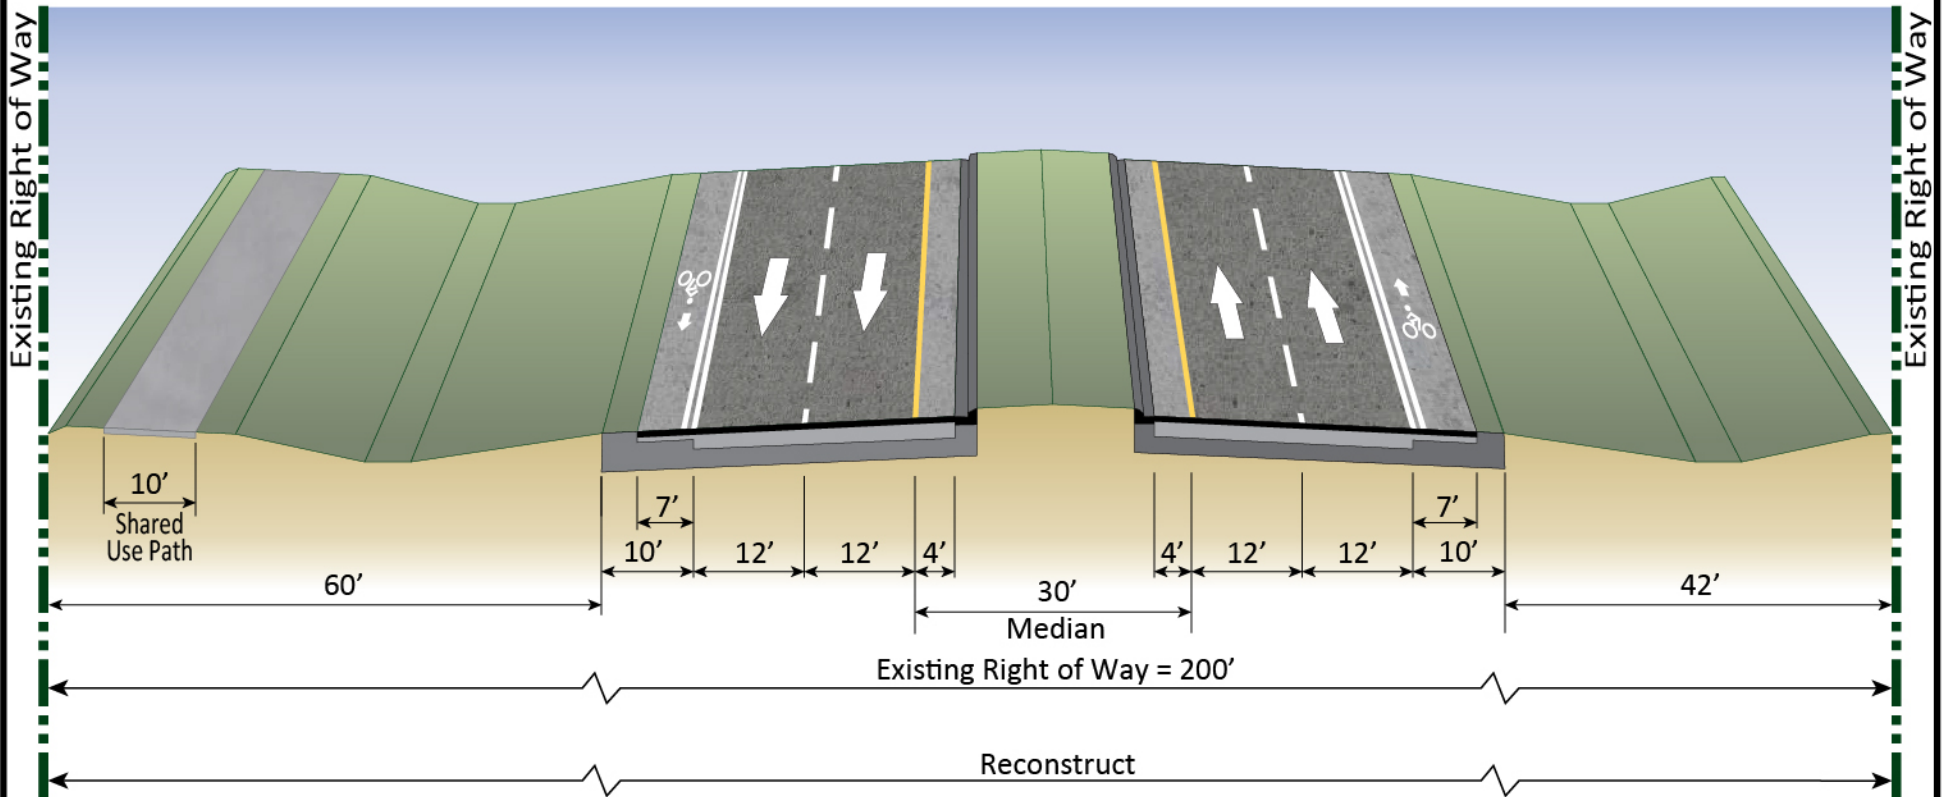 Existing Right of Way
Existing Right of Way
10’
Shared
Use Path
7’
7’
10’
12’
12’
4’
4’
12’
12’
10’
60’
30’
42’
Median
Existing Right of Way = 200’
Reconstruct